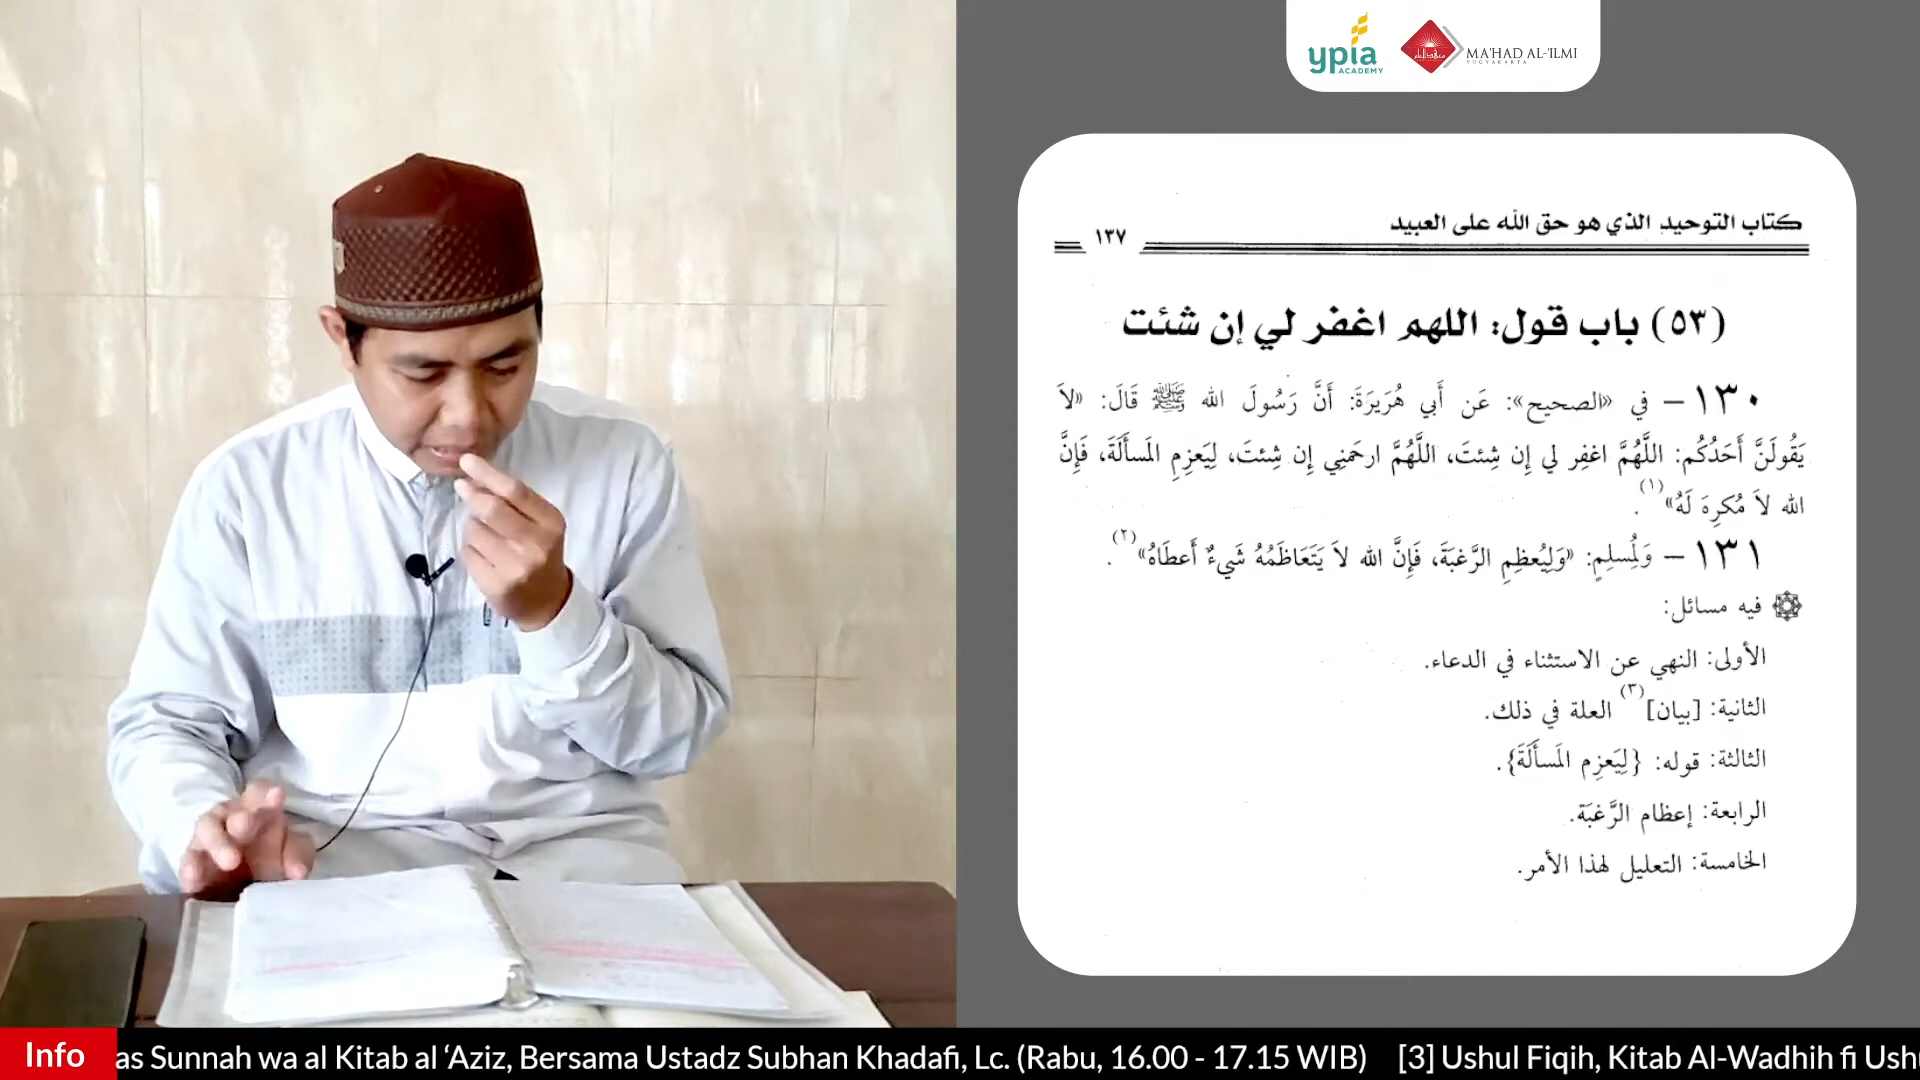 ypia
ACADEMY
MA'HAD AL-'ILMI
YOGYAKARTA
كتاب التوحيد الذي هو حق الله على العبيد
١٣٧
(٥٣) باب قول: اللهم اغفر لي إن شئت
١٣٠ – في «الصحيح»: عَن أَبي هُرَيرَةَ: أَنَّ رَسُولَ الله ﷺ قَالَ: «لاَ
يَقُولَنَّ أَحَدُكُم: اللَّهُمَّ اغفِر لي إِن شِئتَ، اللَّهُمَّ ارحَمنِي إِن شِئتَ، لِيَعزِمِ المَسأَلَةَ، فَإِنَّ
الله لاَ مُكرِهَ لَهُ»(١).
١٣١ – وَلمُسلِمٍ: «وَلِيُعظِمِ الرَّغبَةَ، فَإِنَّ الله لاَ يَتَعَاظَمُهُ شَيءٌ أَعطَاهُ»(٢).
فيه مسائل:
الأولى: النهي عن الاستثناء في الدعاء.
الثانية: [بيان](٣) العلة في ذلك.
الثالثة: قوله: {لِيَعزِم المَسأَلَةَ}.
الرابعة: إعظام الرَّغبَة.
الخامسة: التعليل لهذا الأمر.
Info as Sunnah wa al Kitab al ‘Aziz, Bersama Ustadz Subhan Khadafi, Lc. (Rabu, 16.00 - 17.15 WIB) [3] Ushul Fiqih, Kitab Al-Wadhih fi Ushu